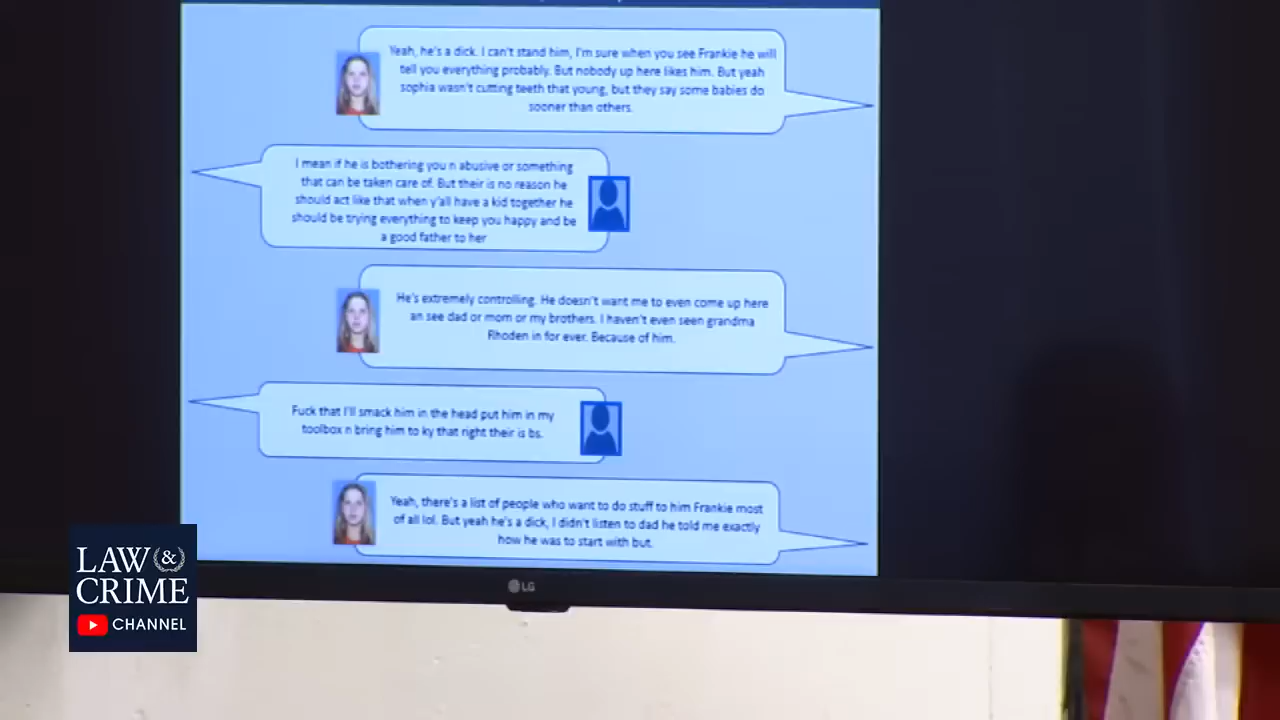 Yeah, he's a dick. I can't stand him, I'm sure when you see Frankie he will
tell you everything probably. But nobody up here likes him. But yeah
sophia wasn't cutting teeth that young, but they say some babies do
sooner than others.
I mean if he is bothering you n abusive or something
that can be taken care of. But their is no reason he
should act like that when y'all have a kid together he
should be trying everything to keep you happy and be
a good father to her
He's extremely controlling. He doesn't want me to even come up here
an see dad or mom or my brothers. I haven't even seen grandma
Rhoden in for ever. Because of him.
Fuck that I'll smack him in the head put him in my
toolbox n bring him to ky that right their is bs.
Yeah, there's a list of people who want to do stuff to him Frankie most
of all lol. But yeah he's a dick, I didn't listen to dad he told me exactly
how he was to start with but.
LAW &
CRIME
CHANNEL
LG